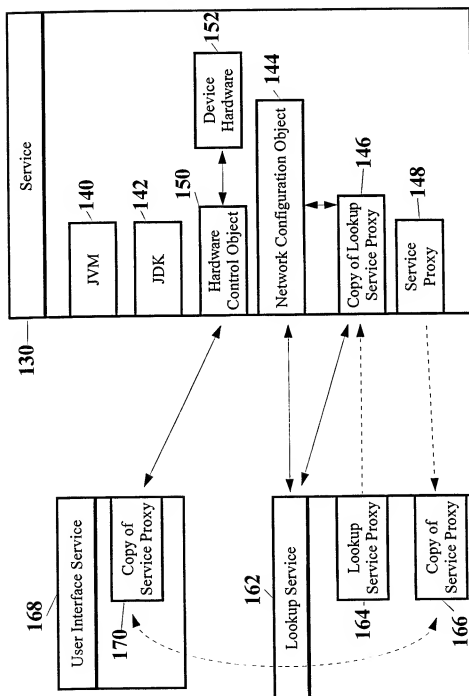 Service
130
JVM
140
JDK
142
Hardware
Control Object
150
Device
Hardware
152
Network Configuration Object
144
Copy of Lookup
Service Proxy
146
Service
Proxy
148
168
User Interface Service
Copy of
Service Proxy
170
162
Lookup Service
Lookup
Service Proxy
164
Copy of
Service Proxy
166